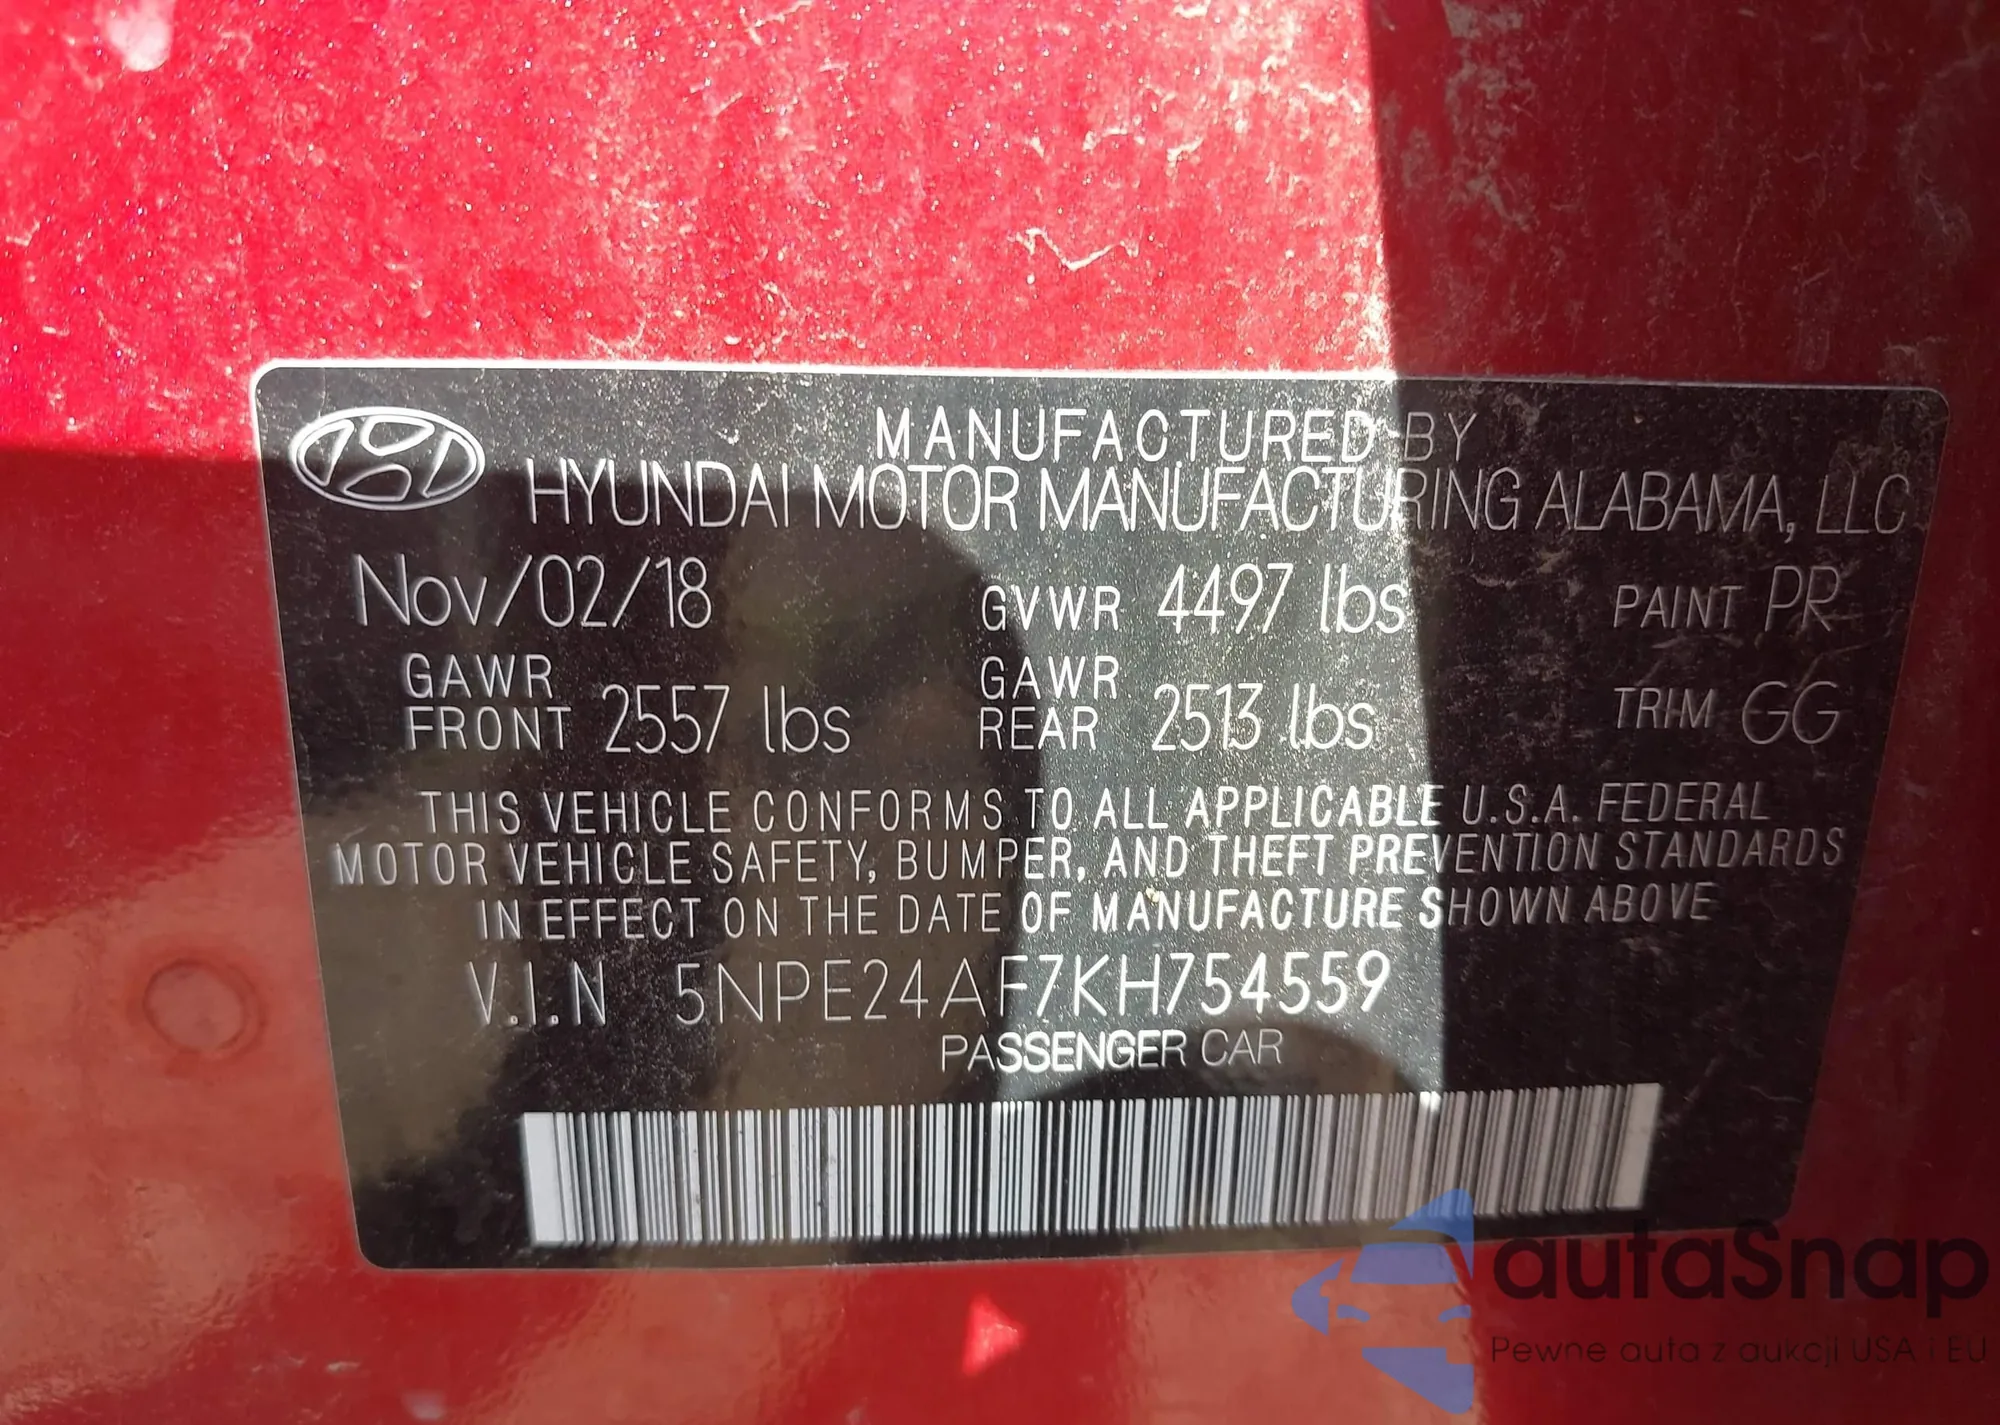 MANUFACTURED BY
HYUNDAI MOTOR MANUFACTURING ALABAMA, LLC
Nov/02/18 GVWR 4497 lbs PAINT PR
GAWR FRONT 2557 lbs GAWR REAR 2513 lbs TRIM GG
THIS VEHICLE CONFORMS TO ALL APPLICABLE U.S.A. FEDERAL
MOTOR VEHICLE SAFETY, BUMPER, AND THEFT PREVENTION STANDARDS
IN EFFECT ON THE DATE OF MANUFACTURE SHOWN ABOVE
V.I.N 5NPE24AF7KH754559
PASSENGER CAR
autaSnap
Pewne auta z aukcji USA i EU